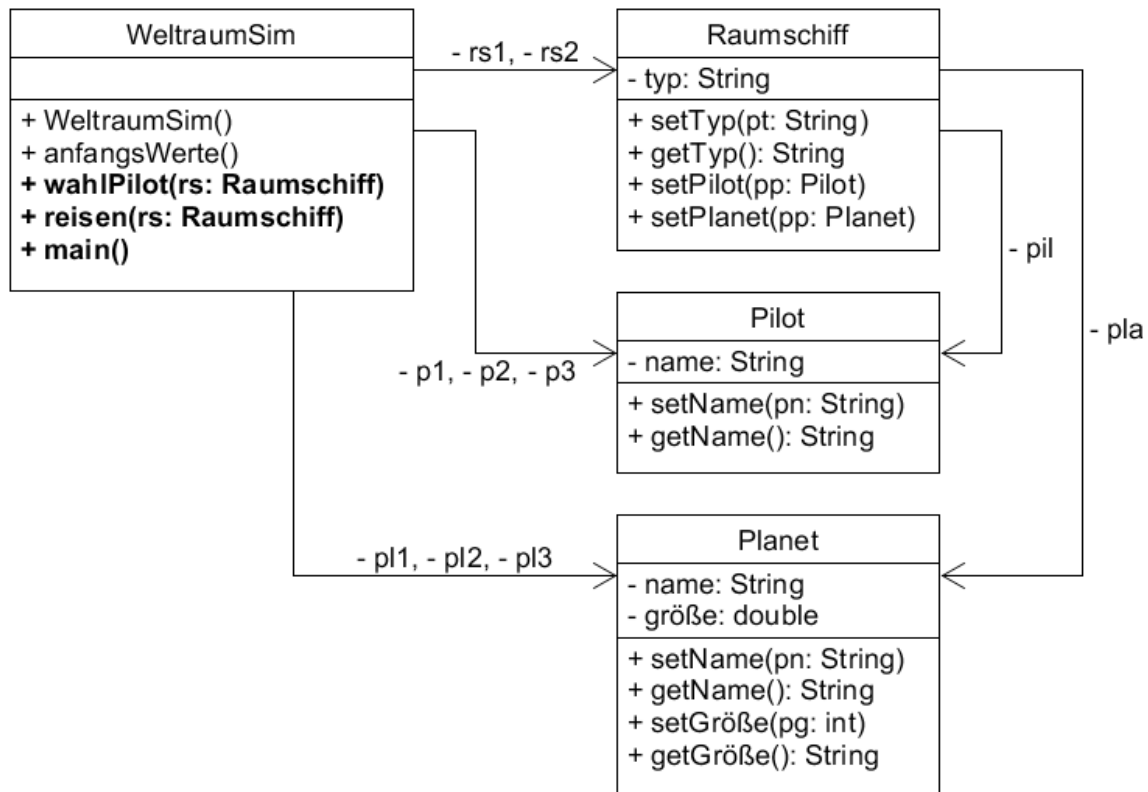 WeltraumSim
+ WeltraumSim()
+ anfangsWerte()
+ wahlPilot(rs: Raumschiff)
+ reisen(rs: Raumschiff)
+ main()
- rs1, - rs2
Raumschiff
- typ: String
+ setTyp(pt: String)
+ getTyp(): String
+ setPilot(pp: Pilot)
+ setPlanet(pp: Planet)
- pil
- pla
- p1, - p2, - p3
Pilot
- name: String
+ setName(pn: String)
+ getName(): String
- pl1, - pl2, - pl3
Planet
- name: String
- größe: double
+ setName(pn: String)
+ getName(): String
+ setGröße(pg: int)
+ getGröße(): String